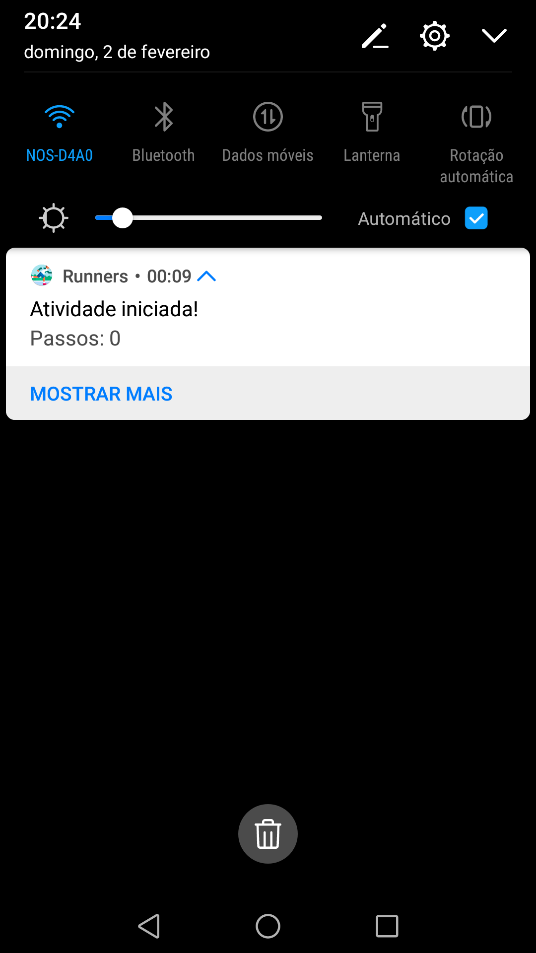 20:24
domingo, 2 de fevereiro
NOS-D4A0
Bluetooth
Dados móveis
Lanterna
Rotação
automática
Automático
Runners • 00:09
Atividade iniciada!
Passos: 0
MOSTRAR MAIS